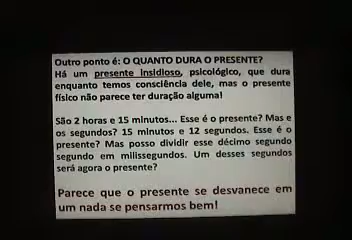 Outro ponto é: O QUANTO DURA O PRESENTE?
Há um presente insidioso, psicológico, que dura
enquanto temos consciência dele, mas o presente
físico não parece ter duração alguma!
São 2 horas e 15 minutos... Esse é o presente? Mas e
os segundos? 15 minutos e 12 segundos. Esse é o
presente? Mas posso dividir esse décimo segundo
segundo em milissegundos. Um desses segundos
será agora o presente?
Parece que o presente se desvanece em
um nada se pensarmos bem!